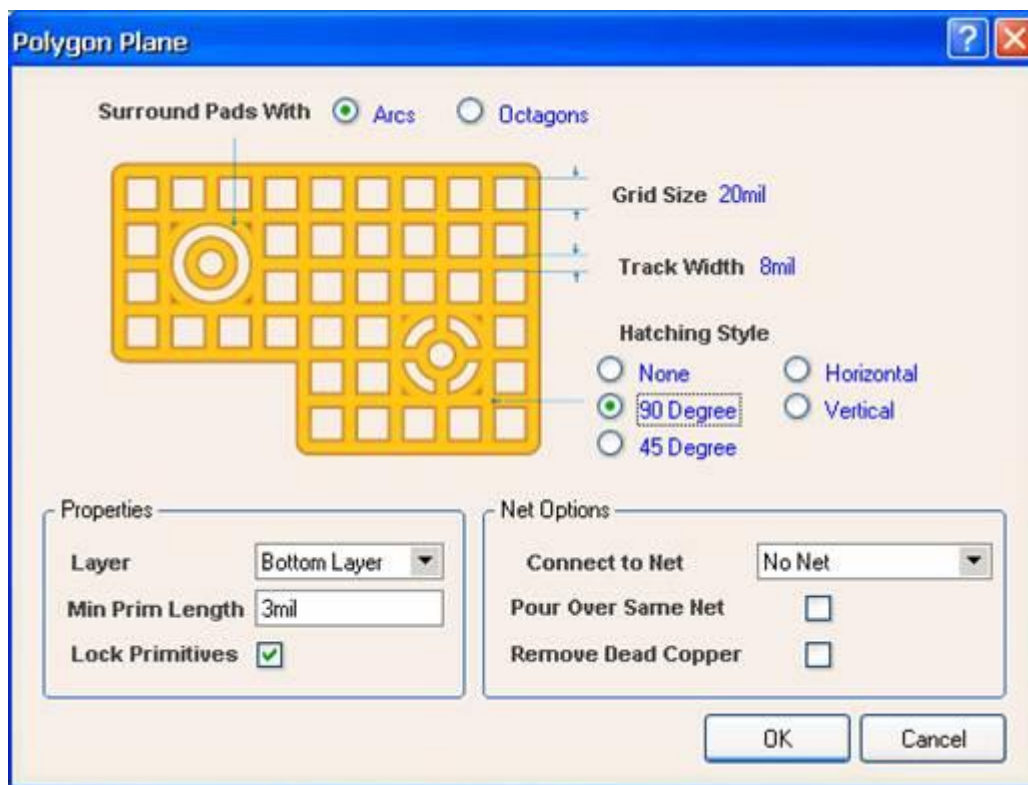 Polygon Plane
Surround Pads With Arcs Octagons
Grid Size 20mil
Track Width 8mil
Hatching Style
None Horizontal
90 Degree Vertical
45 Degree
Properties
Layer Bottom Layer
Min Prim Length 3mil
Lock Primitives
Net Options
Connect to Net No Net
Pour Over Same Net
Remove Dead Copper
OK Cancel